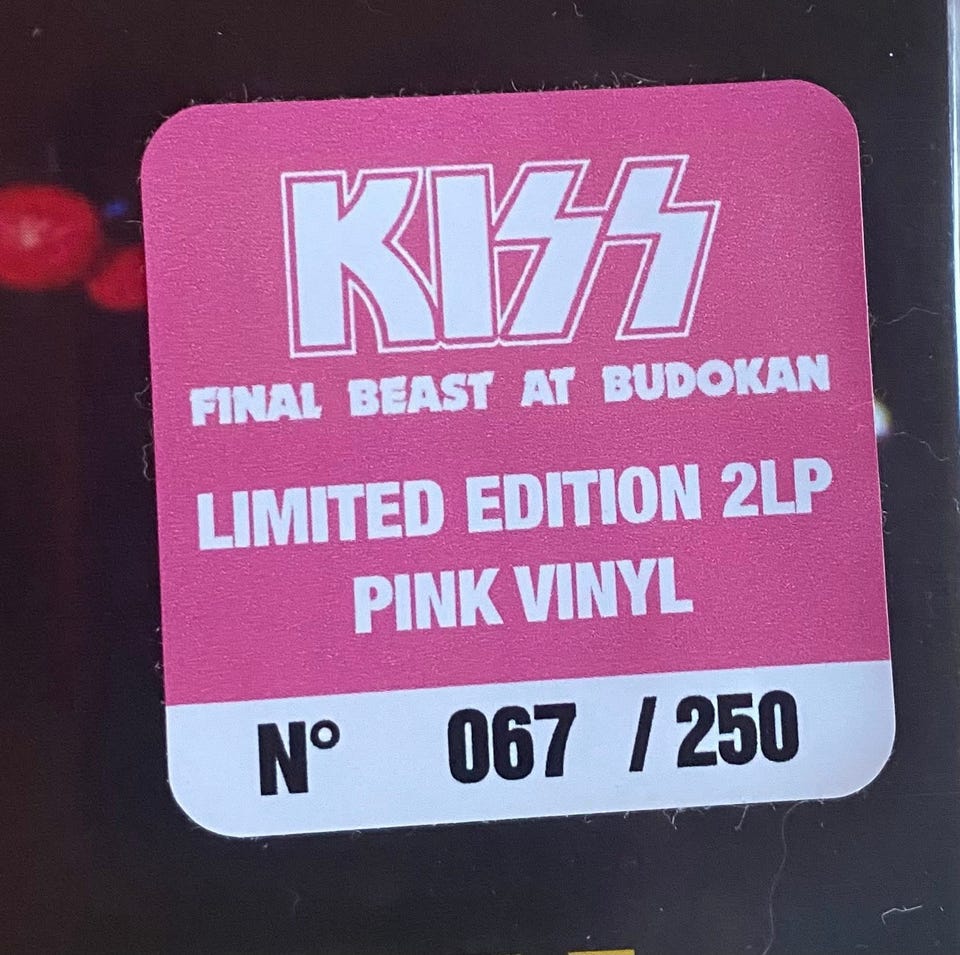 KISS
FINAL BEAST AT BUDOKAN
LIMITED EDITION 2LP
PINK VINYL
N° 067 / 250